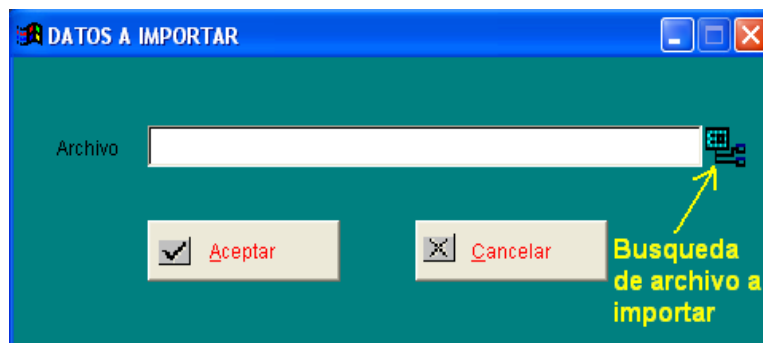 DATOS A IMPORTAR
Archivo
Aceptar
Cancelar
Busqueda
de archivo a
importar